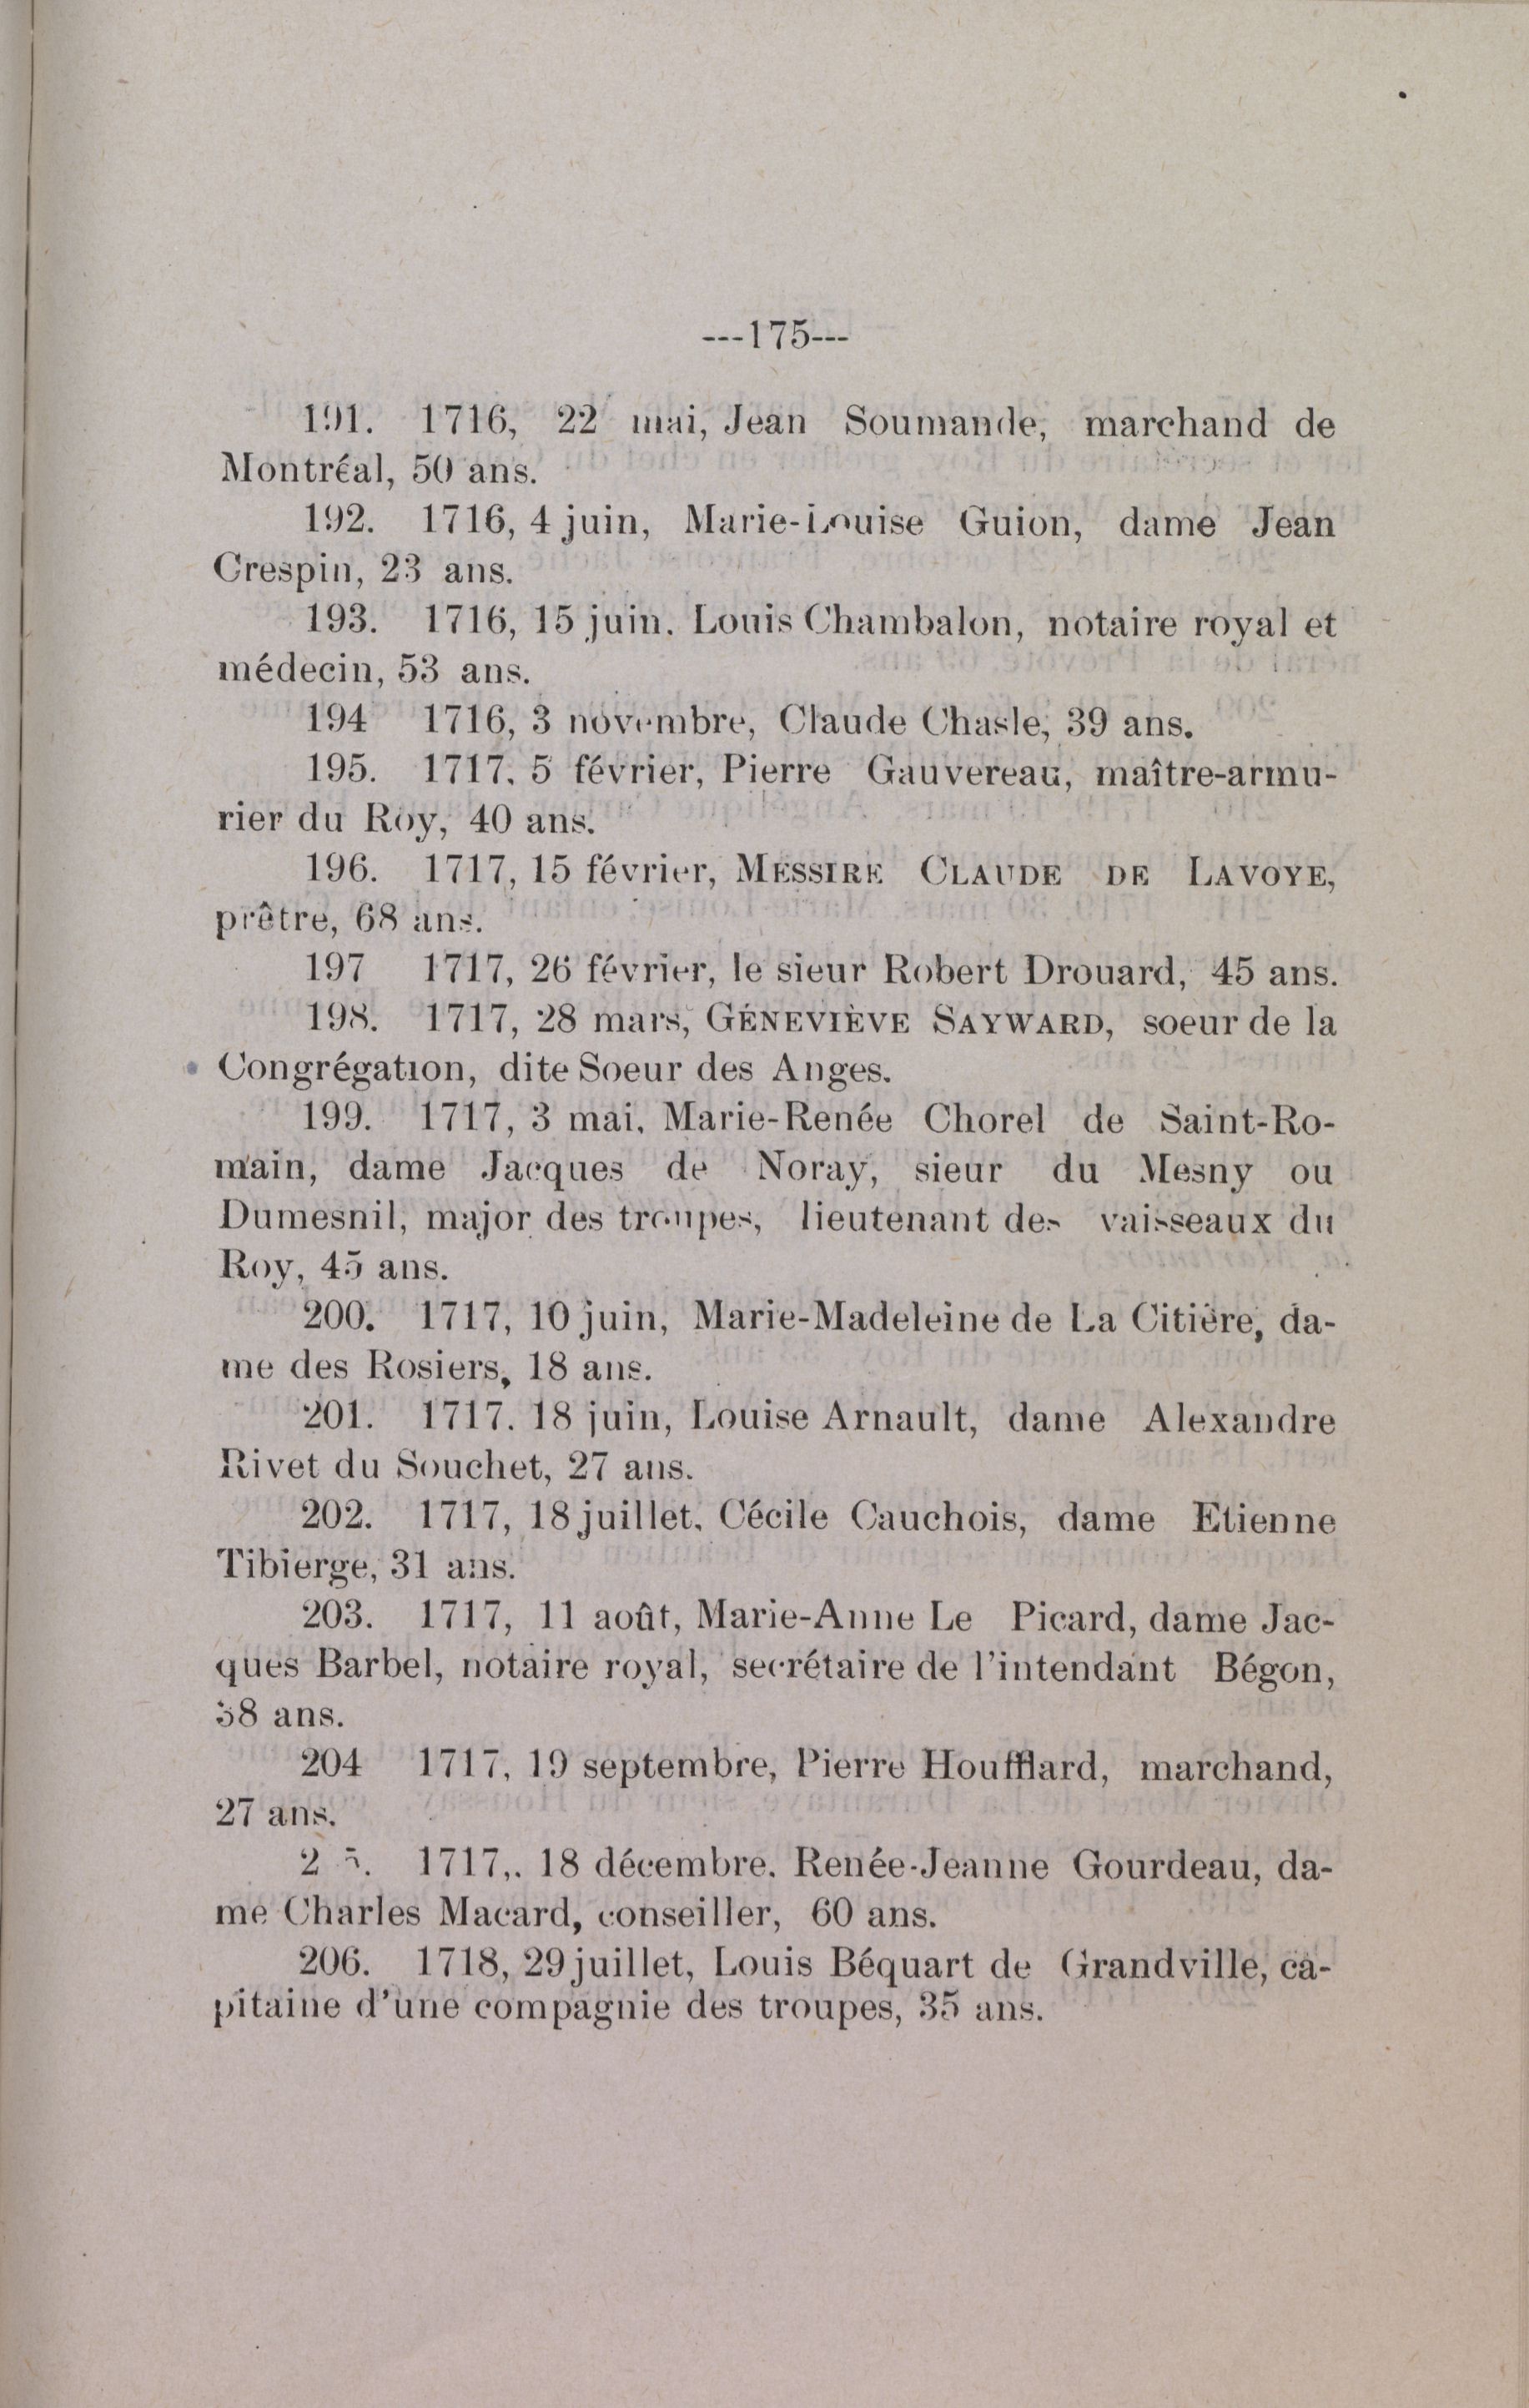 ---175---
191. 1716, 22 mai, Jean Soumande, marchand de
Montréal, 50 ans.
192. 1716, 4 juin, Marie-Louise Guion, dame Jean
Crespin, 23 ans.
193. 1716, 15 juin. Louis Chambalon, notaire royal et
médecin, 53 ans.
194 1716, 3 novembre, Claude Chasle, 39 ans.
195. 1717. 5 février, Pierre Gauvereau, maître-armu-
rier du Roy, 40 ans.
196. 1717, 15 février, MESSIRE CLAUDE DE LAVOYE,
prêtre, 68 ans.
197 1717, 26 février, le sieur Robert Drouard, 45 ans.
198. 1717, 28 mars, GÉNEVIÈVE SAYWARD, soeur de la
Congrégation, dite Soeur des Anges.
199. 1717, 3 mai, Marie-Renée Chorel de Saint-Ro-
main, dame Jacques de Noray, sieur du Mesny ou
Dumesnil, major des troupes, lieutenant des vaisseaux du
Roy, 45 ans.
200. 1717, 10 juin, Marie-Madeleine de La Citière, da-
me des Rosiers, 18 ans.
201. 1717. 18 juin, Louise Arnault, dame Alexandre
Rivet du Souchet, 27 ans.
202. 1717, 18 juillet, Cécile Cauchois, dame Etienne
Tibierge, 31 ans.
203. 1717, 11 août, Marie-Anne Le Picard, dame Jac-
ques Barbel, notaire royal, secrétaire de l'intendant Bégon,
38 ans.
204 1717, 19 septembre, Pierre Houfflard, marchand,
27 ans.
2 5. 1717,. 18 décembre. Renée-Jeanne Gourdeau, da-
me Charles Macard, conseiller, 60 ans.
206. 1718, 29 juillet, Louis Béquart de Grandville, ca-
pitaine d'une compagnie des troupes, 35 ans.